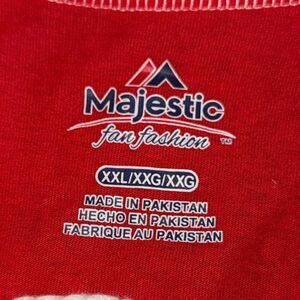 Majestic
fan fashion ™
XXL/XXG/XXG
MADE IN PAKISTAN
HECHO EN PAKISTAN
FABRIQUE AU PAKISTAN